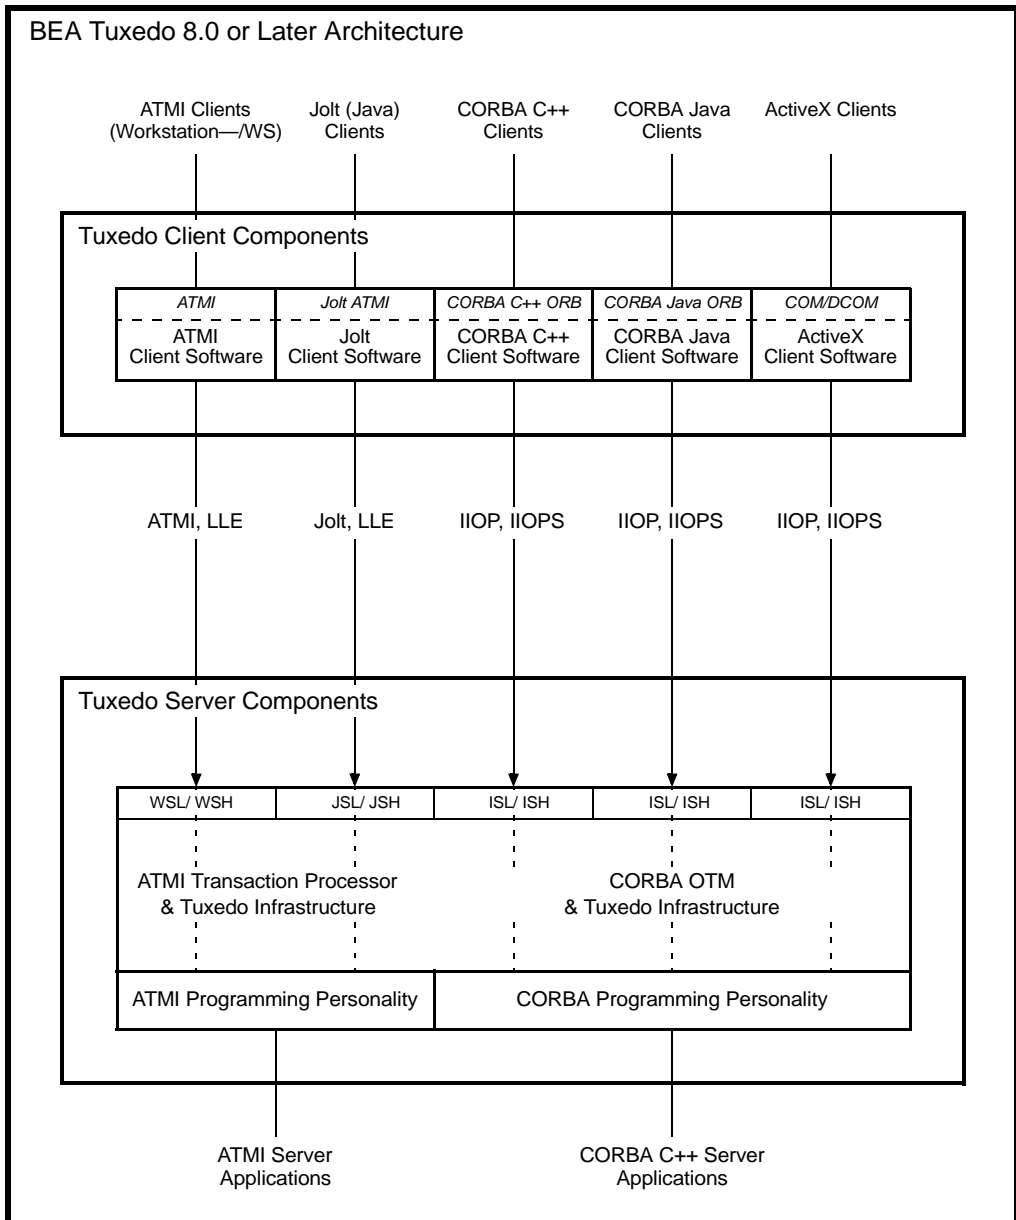 BEA Tuxedo 8.0 or Later Architecture
ATMI Clients
(Workstation—/WS)
Jolt (Java)
Clients
CORBA C++
Clients
CORBA Java
Clients
ActiveX Clients
Tuxedo Client Components
ATMI
Jolt ATMI
CORBA C++ ORB
CORBA Java ORB
COM/DCOM
ATMI
Client Software
Jolt
Client Software
CORBA C++
Client Software
CORBA Java
Client Software
ActiveX
Client Software
ATMI, LLE
Jolt, LLE
IIOP, IIOPS
IIOP, IIOPS
IIOP, IIOPS
Tuxedo Server Components
WSL/ WSH
JSL/ JSH
ISL/ ISH
ISL/ ISH
ISL/ ISH
ATMI Transaction Processor
& Tuxedo Infrastructure
CORBA OTM
& Tuxedo Infrastructure
ATMI Programming Personality
CORBA Programming Personality
ATMI Server
Applications
CORBA C++ Server
Applications